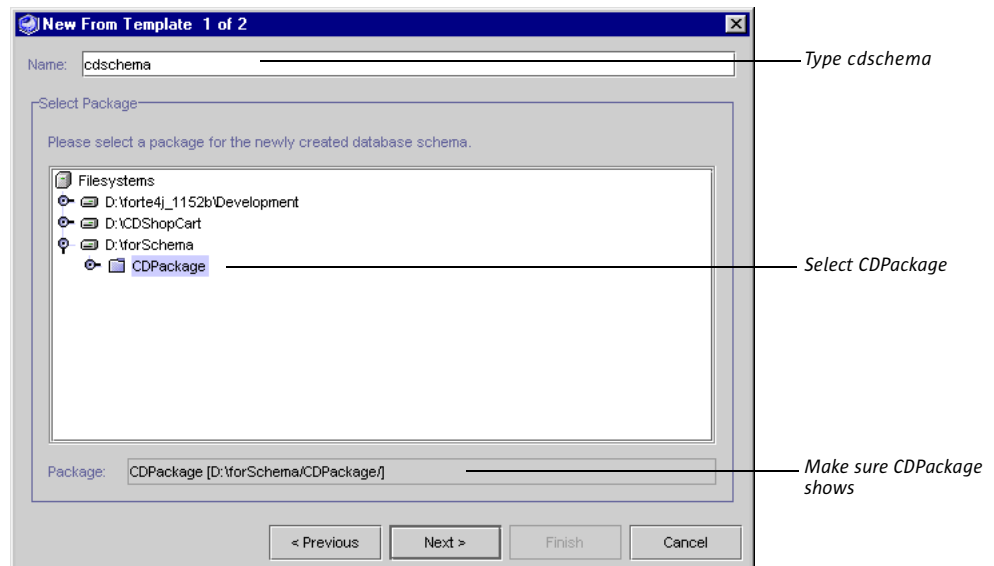 New From Template 1 of 2
Name: cdschema
Type cdschema
Select Package
Please select a package for the newly created database schema.
Filesystems
D:\forte4j_1152b\Development
D:\CDShopCart
D:\forSchema
CDPackage
Select CDPackage
Package: CDPackage [D:\forSchema/CDPackage/]
Make sure CDPackage
shows
< Previous
Next >
Finish
Cancel